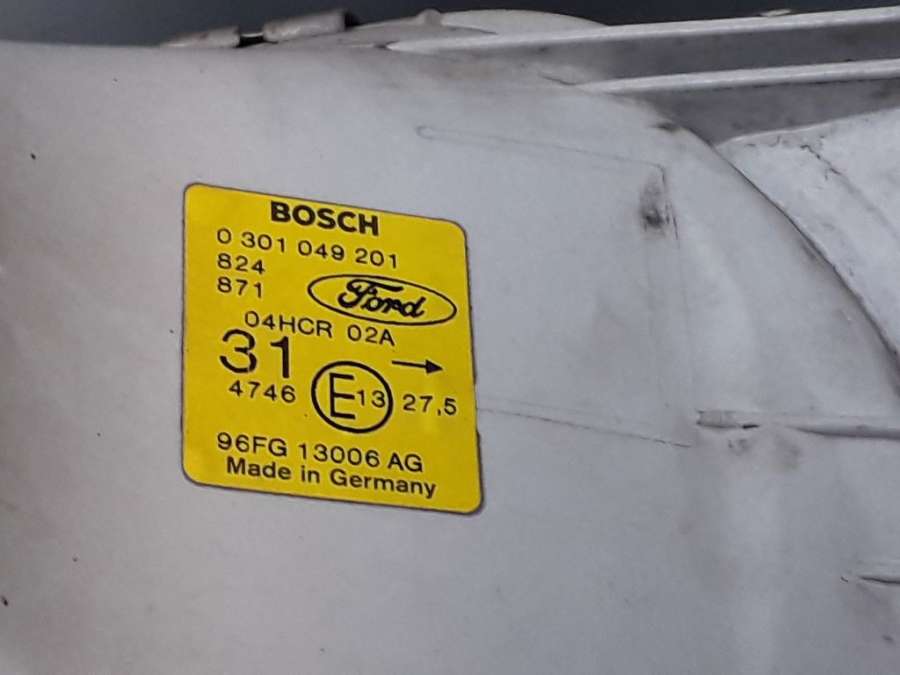 BOSCH
0 301 049 201
824
871
Ford
04HCR 02A
31
4746 E13 27,5
96FG 13006 AG
Made in Germany